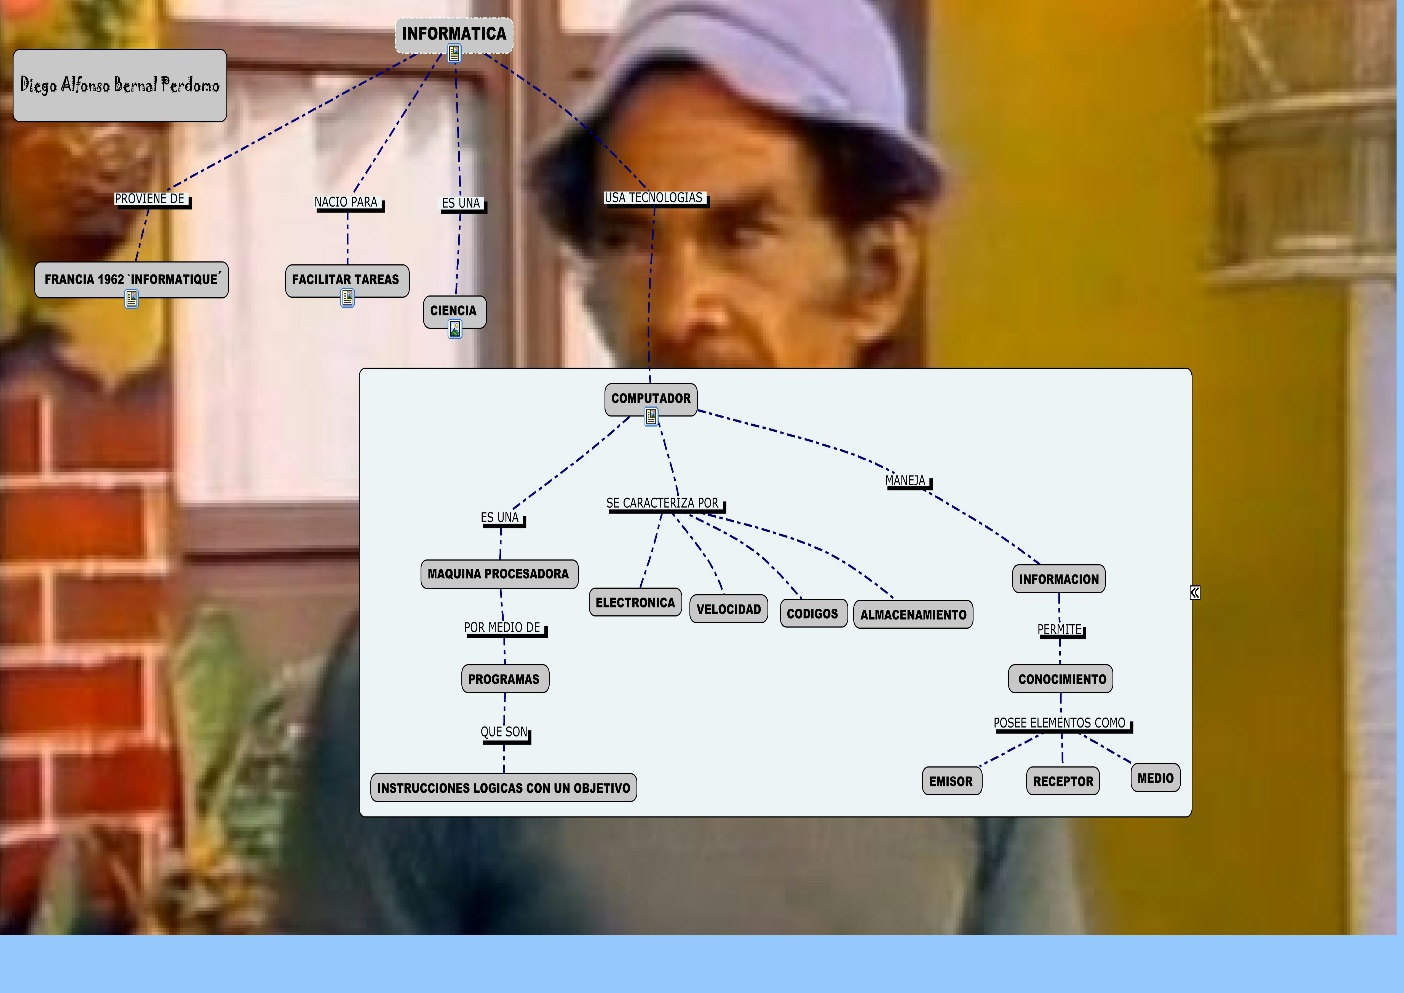 INFORMATICA
Diego Alfonso Bernal Perdomo
PROVIENE DE
NACIO PARA
ES UNA
USA TECNOLOGIAS
FRANCIA 1962 ¨INFORMATIQUE´
FACILITAR TAREAS
CIENCIA
COMPUTADOR
MANEJA
ES UNA
SE CARACTERIZA POR
MAQUINA PROCESADORA
ELECTRONICA
VELOCIDAD
CODIGOS
ALMACENAMIENTO
INFORMACION
POR MEDIO DE
PERMITE
PROGRAMAS
CONOCIMIENTO
QUE SON
POSEE ELEMENTOS COMO
INSTRUCCIONES LOGICAS CON UN OBJETIVO
EMISOR
RECEPTOR
MEDIO